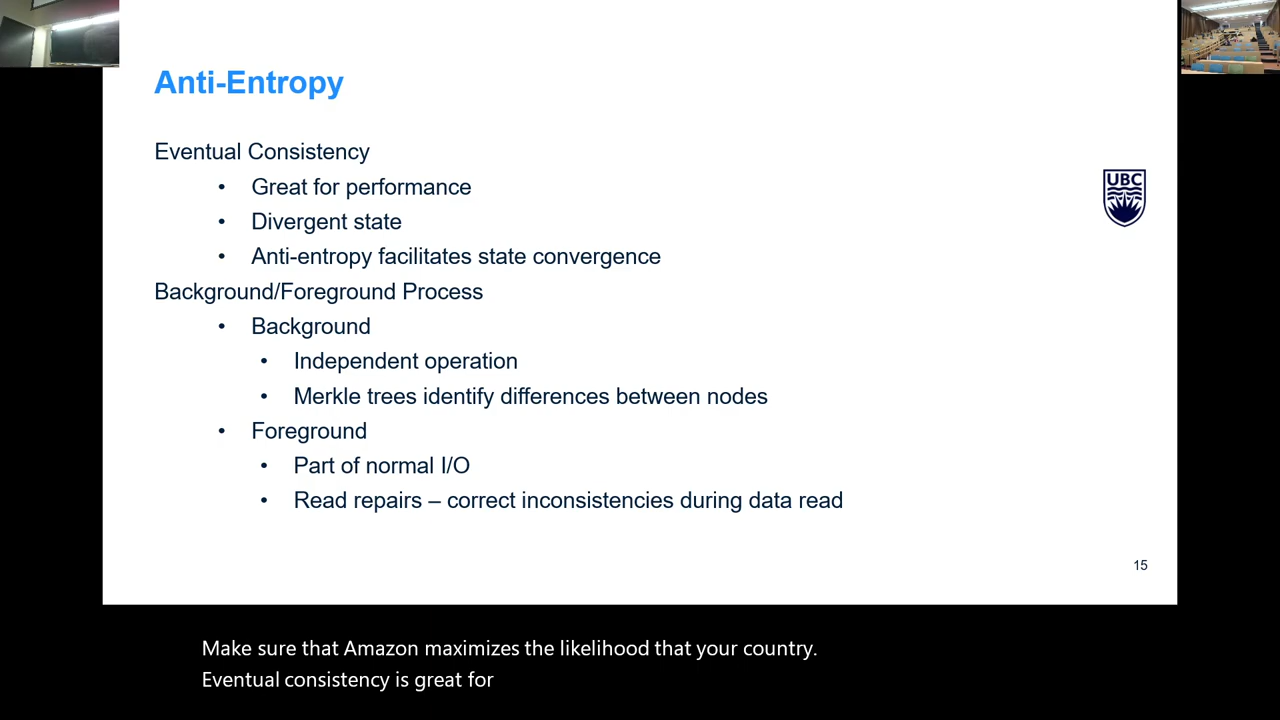 Anti-Entropy
Eventual Consistency
• Great for performance
• Divergent state
• Anti-entropy facilitates state convergence
Background/Foreground Process
• Background
• Independent operation
• Merkle trees identify differences between nodes
• Foreground
• Part of normal I/O
• Read repairs – correct inconsistencies during data read
UBC
15
Make sure that Amazon maximizes the likelihood that your country.
Eventual consistency is great for